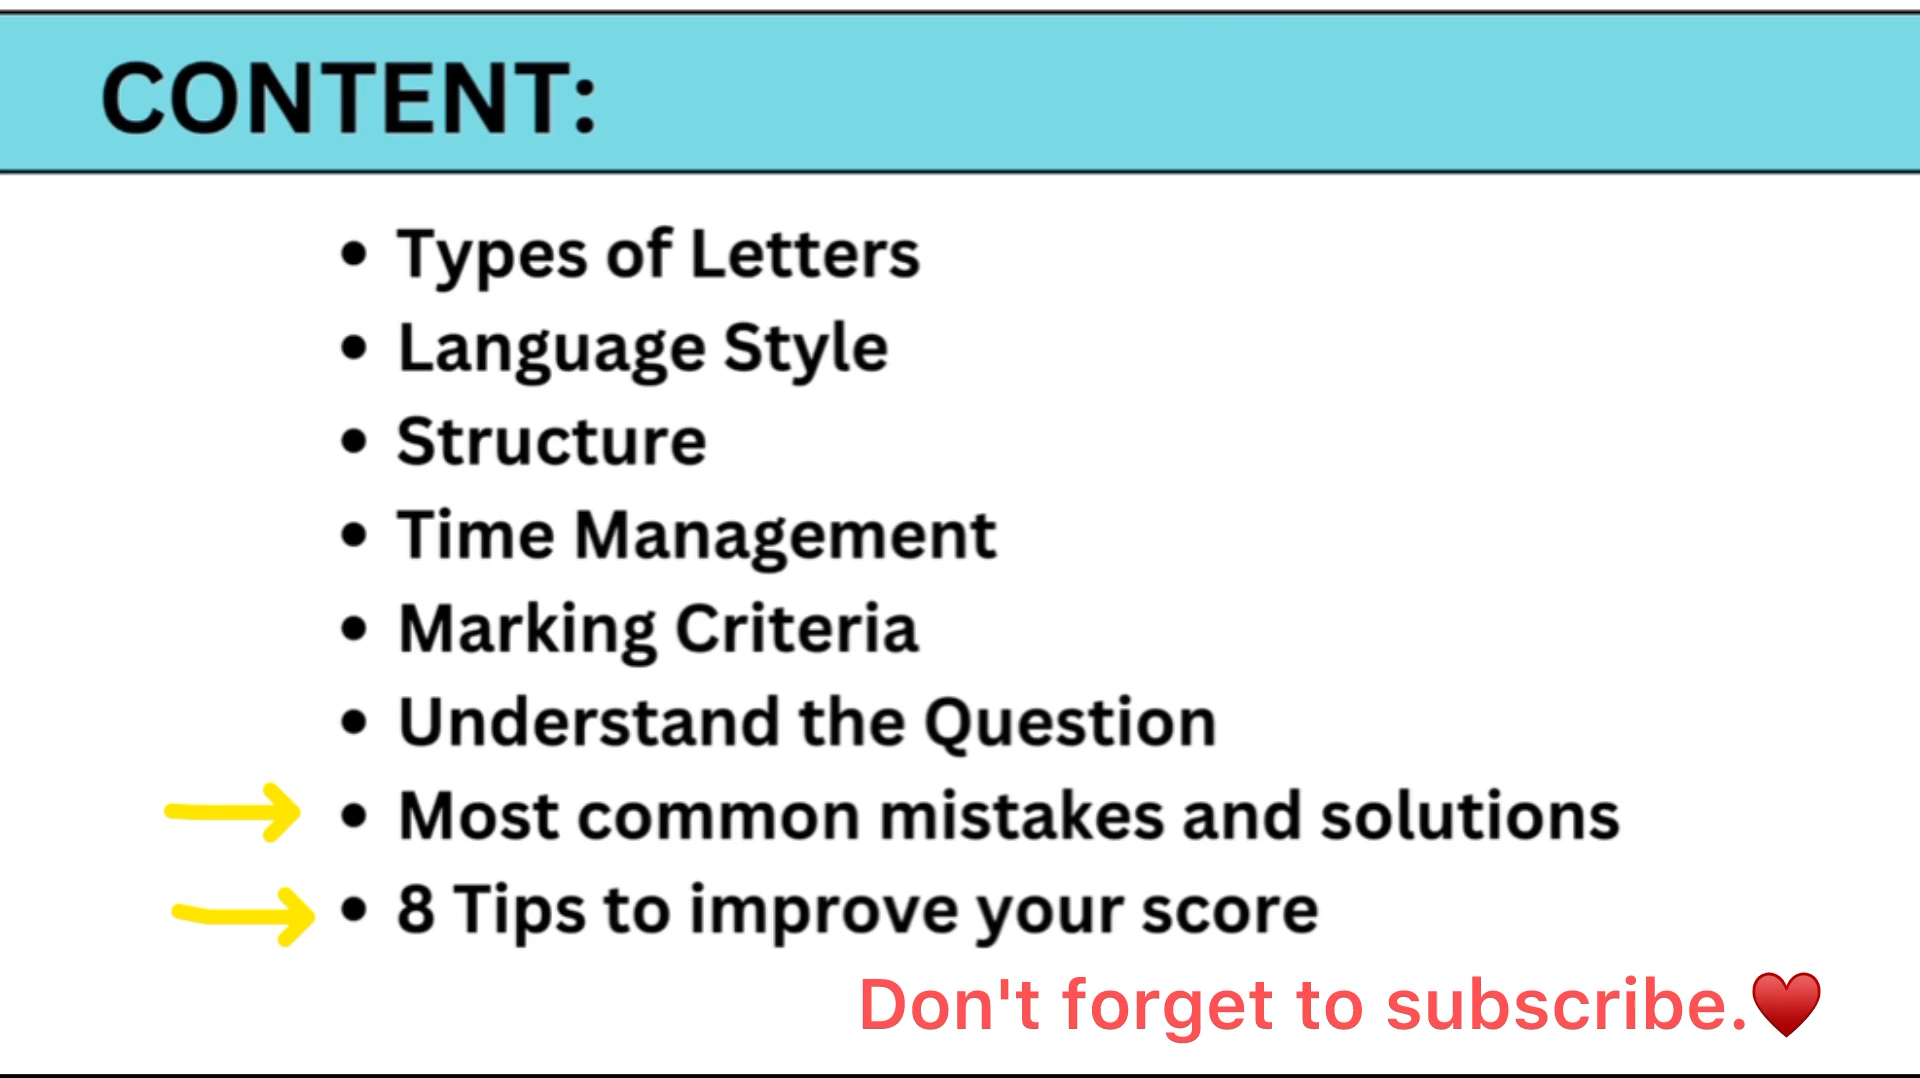 CONTENT:
• Types of Letters
• Language Style
• Structure
• Time Management
• Marking Criteria
• Understand the Question
• Most common mistakes and solutions
• 8 Tips to improve your score
Don't forget to subscribe.♥